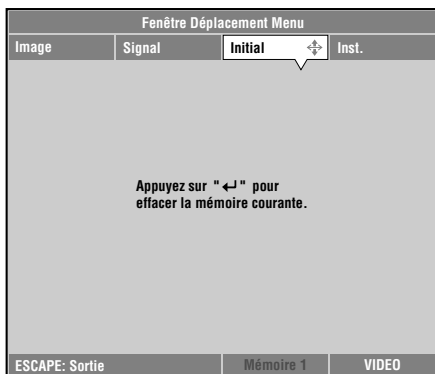 Fenêtre Déplacement Menu
Image Signal Initial Inst.
Appuyez sur "↵" pour
effacer la mémoire courante.
ESCAPE: Sortie Mémoire 1 VIDEO